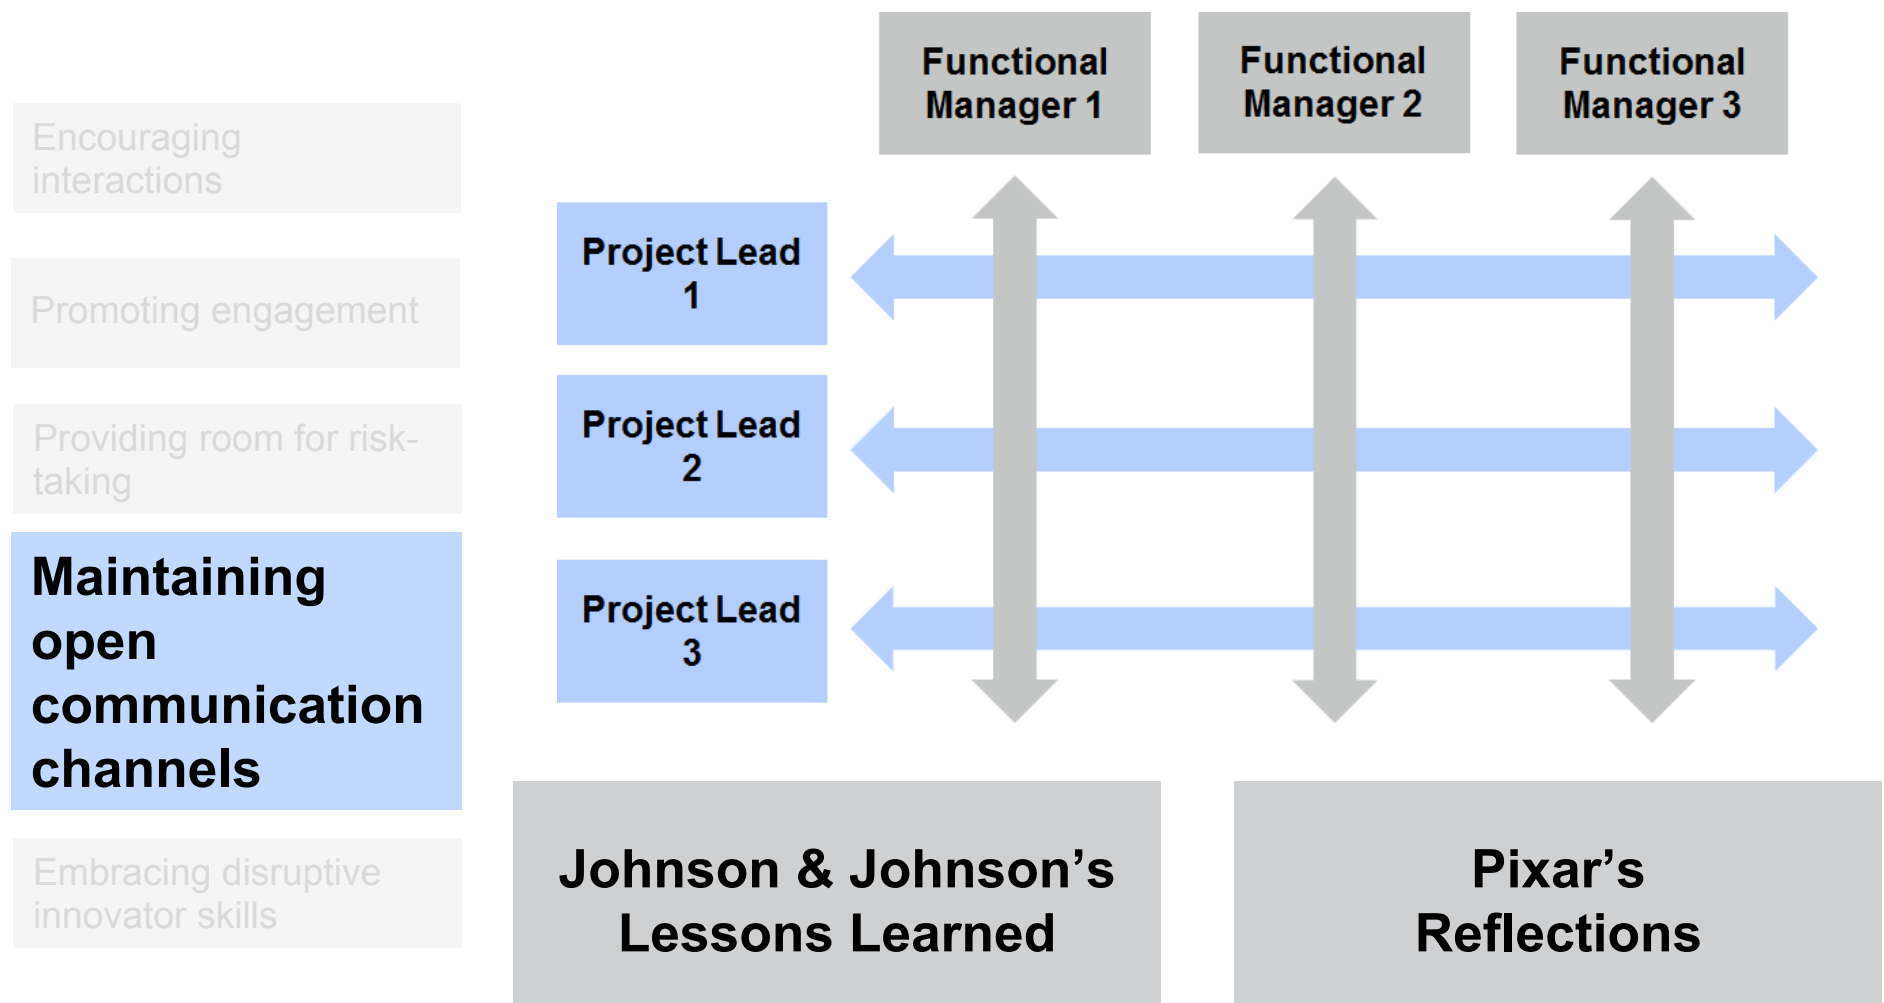 Encouraging
interactions
Promoting engagement
Providing room for risk-
taking
Maintaining
open
communication
channels
Embracing disruptive
innovator skills
Functional
Manager 1
Functional
Manager 2
Functional
Manager 3
Project Lead
1
Project Lead
2
Project Lead
3
Johnson & Johnson’s
Lessons Learned
Pixar’s
Reflections